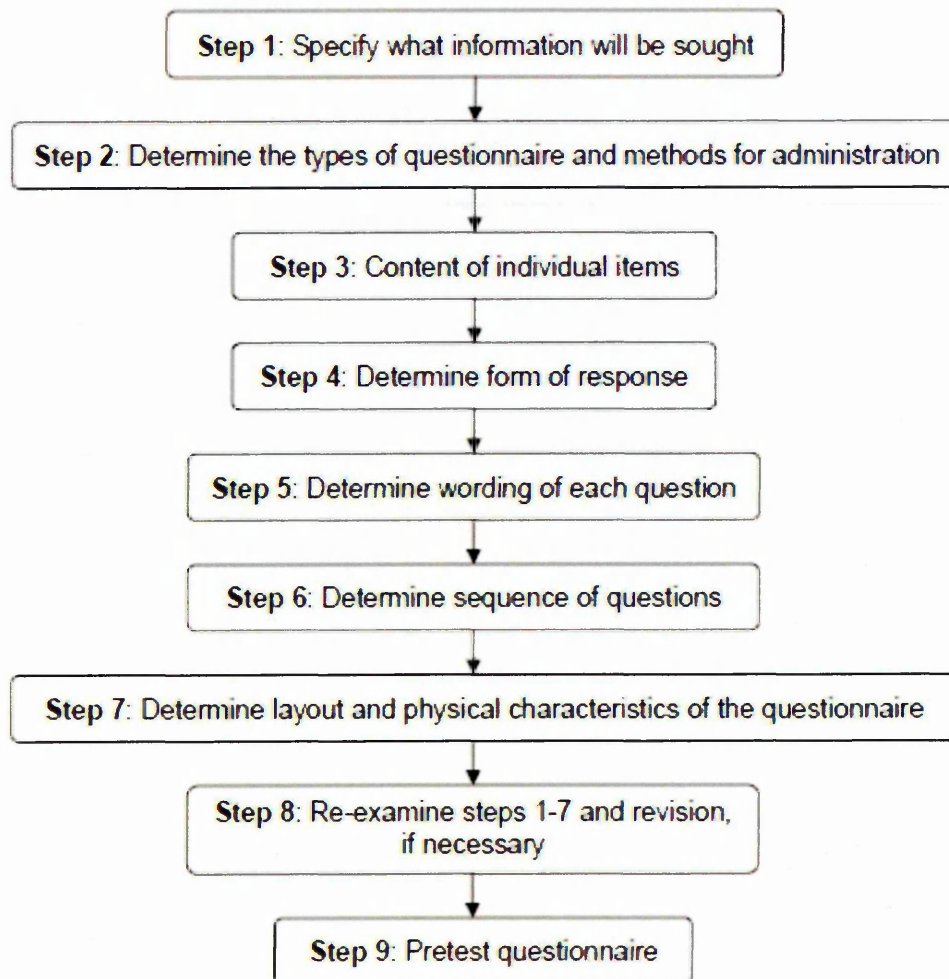 Step 1: Specify what information will be sought
Step 2: Determine the types of questionnaire and methods for administration
Step 3: Content of individual items
Step 4: Determine form of response
Step 5: Determine wording of each question
Step 6: Determine sequence of questions
Step 7: Determine layout and physical characteristics of the questionnaire
Step 8: Re-examine steps 1-7 and revision,
if necessary
Step 9: Pretest questionnaire